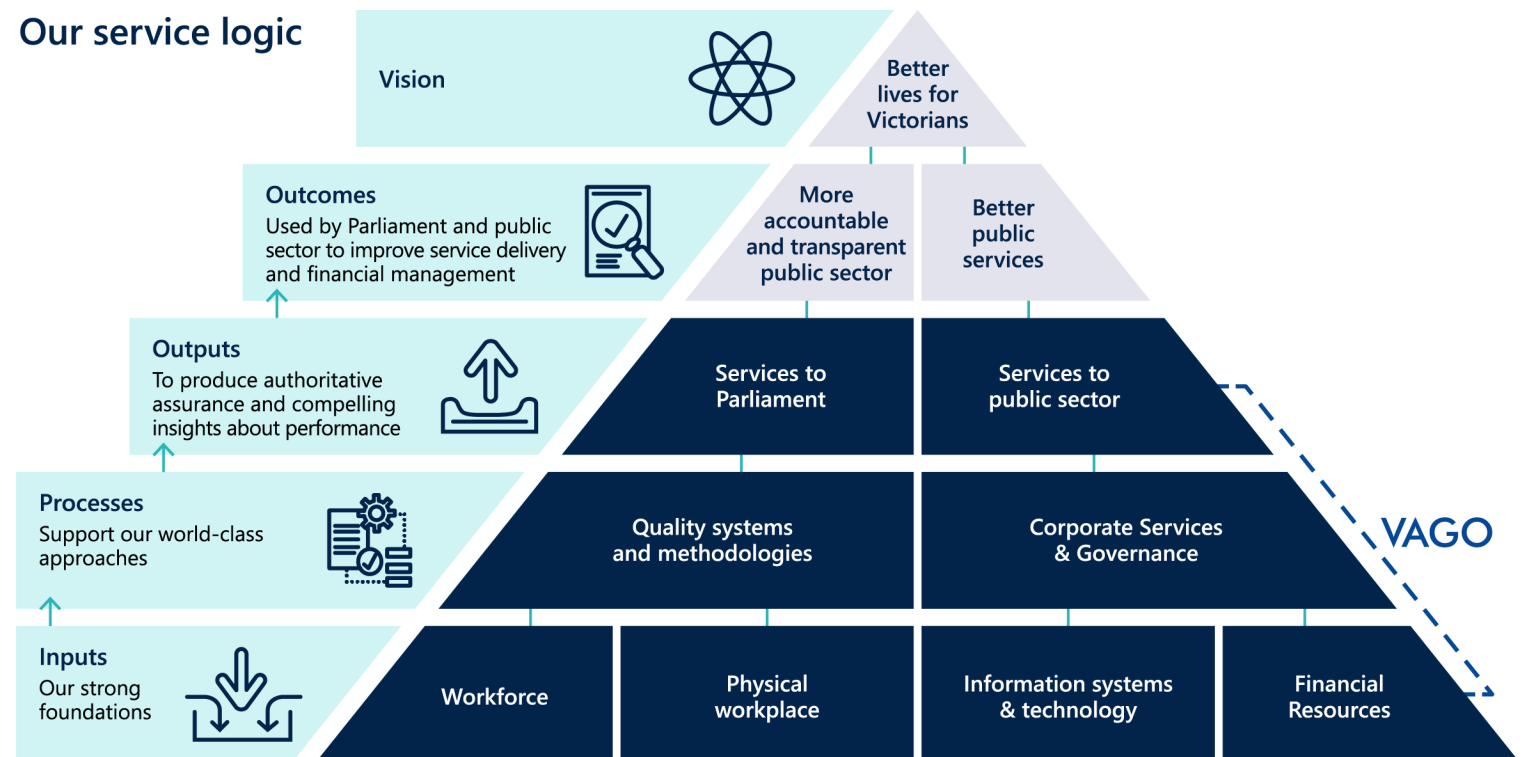 Our service logic
Vision
Better
lives for
Victorians
Outcomes
Used by Parliament and public
sector to improve service delivery
and financial management
More
accountable
and transparent
public sector
Better
public
services
Outputs
To produce authoritative
assurance and compelling
insights about performance
Services to
Parliament
Services to
public sector
Processes
Support our world-class
approaches
Quality systems
and methodologies
Corporate Services
& Governance
VAGO
Inputs
Our strong
foundations
Workforce
Physical
workplace
Information systems
& technology
Financial
Resources